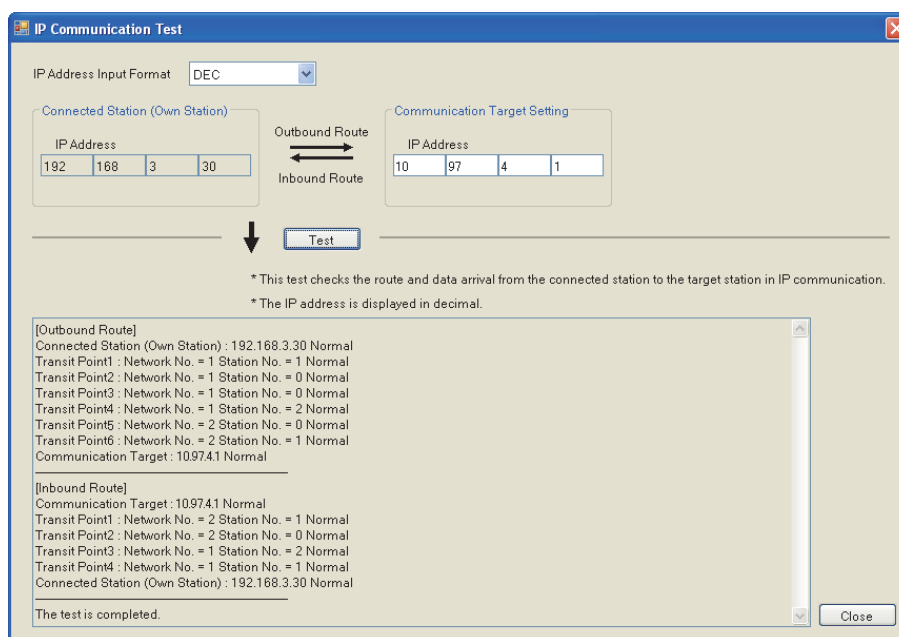 IP Communication Test
IP Address Input Format DEC
Connected Station (Own Station)
IP Address
192 168 3 30
Outbound Route
Inbound Route
Communication Target Setting
IP Address
10 97 4 1
Test
* This test checks the route and data arrival from the connected station to the target station in IP communication.
* The IP address is displayed in decimal.
[Outbound Route]
Connected Station (Own Station) : 192.168.3.30 Normal
Transit Point1 : Network No. = 1 Station No. = 1 Normal
Transit Point2 : Network No. = 1 Station No. = 0 Normal
Transit Point3 : Network No. = 1 Station No. = 0 Normal
Transit Point4 : Network No. = 1 Station No. = 2 Normal
Transit Point5 : Network No. = 2 Station No. = 0 Normal
Transit Point6 : Network No. = 2 Station No. = 1 Normal
Communication Target : 10.97.4.1 Normal
[Inbound Route]
Communication Target : 10.97.4.1 Normal
Transit Point1 : Network No. = 2 Station No. = 1 Normal
Transit Point2 : Network No. = 2 Station No. = 0 Normal
Transit Point3 : Network No. = 1 Station No. = 2 Normal
Transit Point4 : Network No. = 1 Station No. = 1 Normal
Connected Station (Own Station) : 192.168.3.30 Normal
The test is completed.
Close